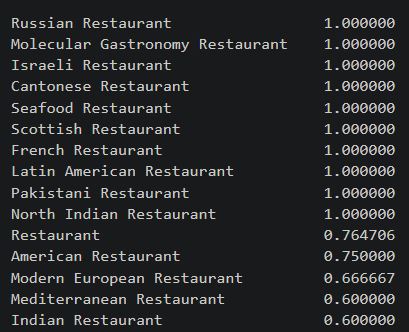 Russian Restaurant 1.000000
Molecular Gastronomy Restaurant 1.000000
Israeli Restaurant 1.000000
Cantonese Restaurant 1.000000
Seafood Restaurant 1.000000
Scottish Restaurant 1.000000
French Restaurant 1.000000
Latin American Restaurant 1.000000
Pakistani Restaurant 1.000000
North Indian Restaurant 1.000000
Restaurant 0.764706
American Restaurant 0.750000
Modern European Restaurant 0.666667
Mediterranean Restaurant 0.600000
Indian Restaurant 0.600000